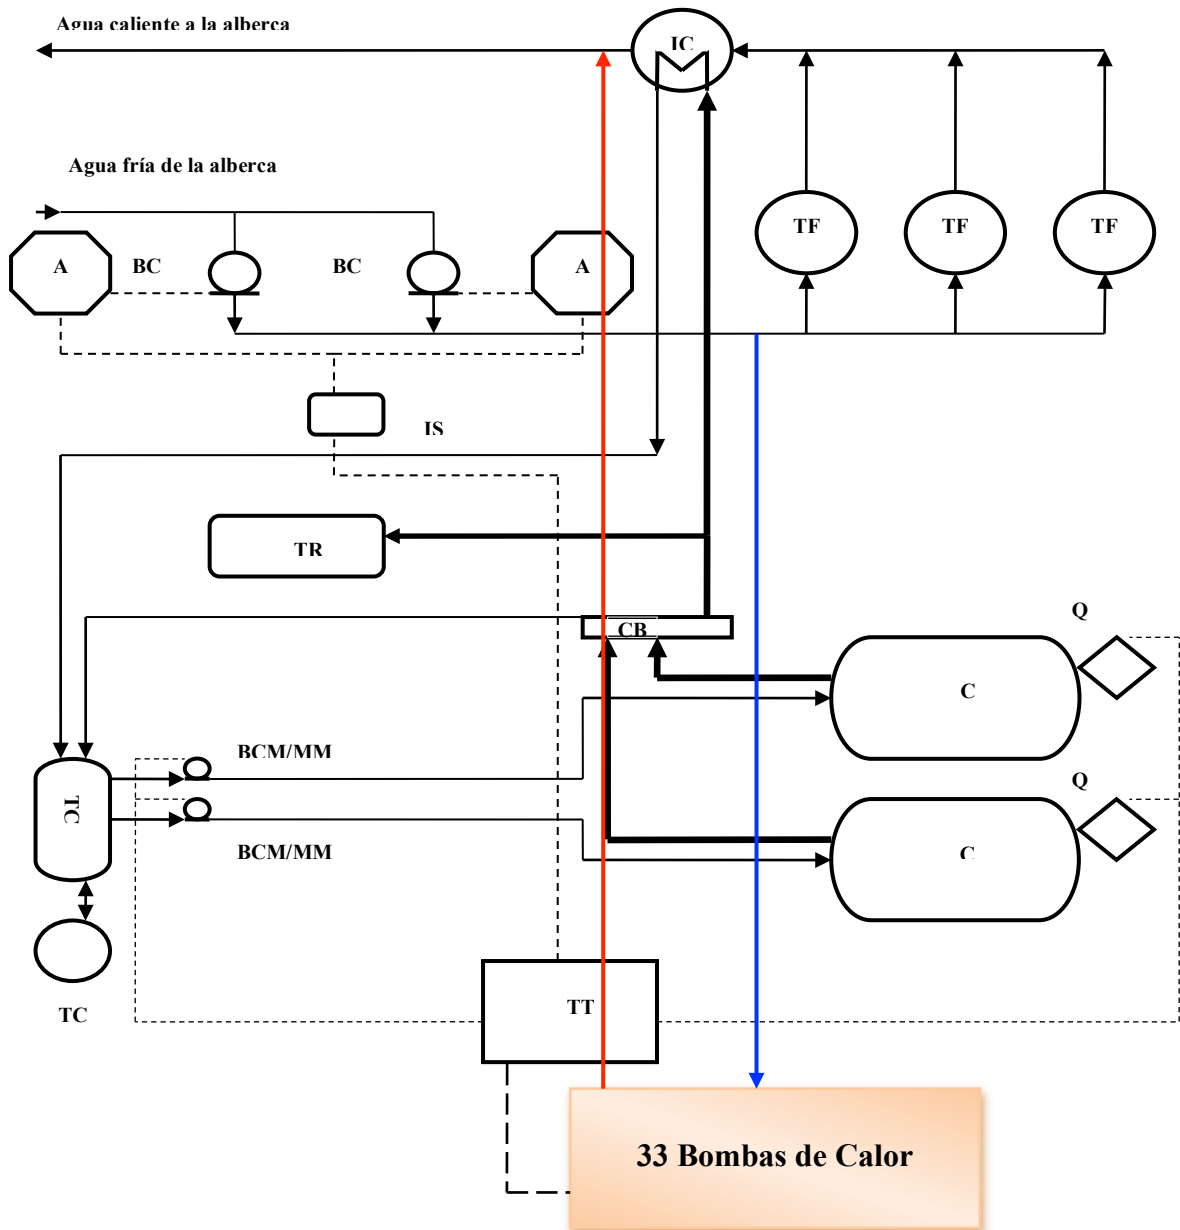 Agua caliente a la alberca
IC
Agua fría de la alberca
TF
TF
TF
A
BC
BC
A
IS
TR
CB
Q
C
BCM/MM
TC
Q
BCM/MM
C
TC
TT
33 Bombas de Calor